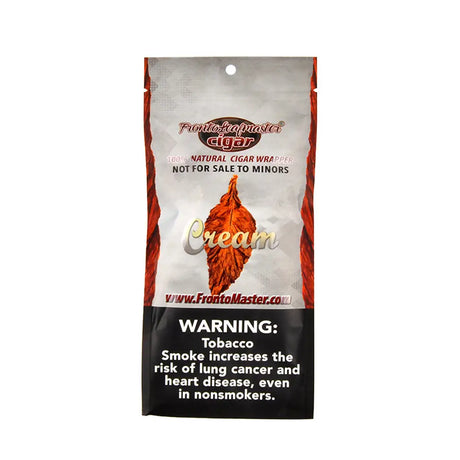 FrontoLeafmaster®
cigar
100% NATURAL CIGAR WRAPPER
NOT FOR SALE TO MINORS
Cream
www.FrontoMaster.com
WARNING:
Tobacco
Smoke increases the
risk of lung cancer and
heart disease, even
in nonsmokers.